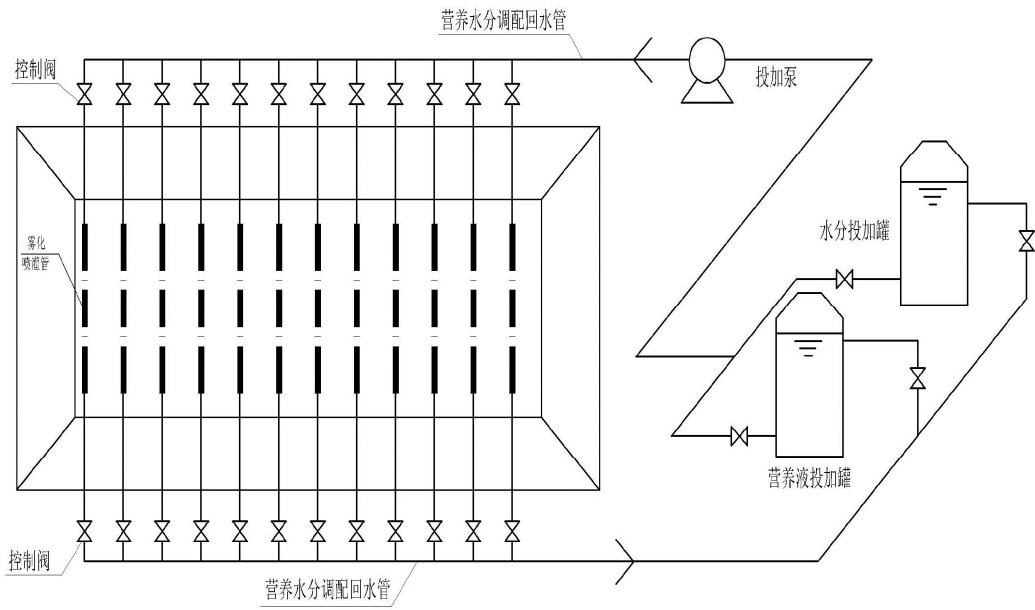 营养水分调配回水管
控制阀
投加泵
水分投加罐
雾化
喷灌管
营养液投加罐
控制阀
营养水分调配回水管